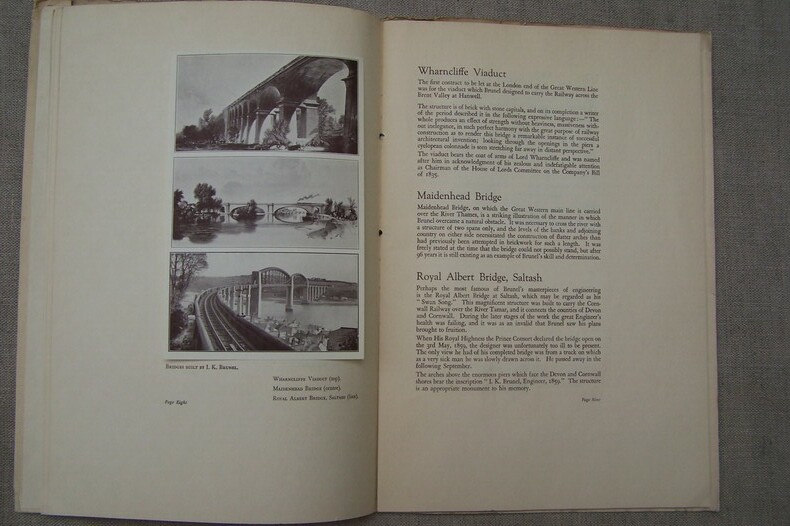 Bridges built by I. K. Brunel.
Wharncliffe Viaduct (top).
Maidenhead Bridge (centre).
Royal Albert Bridge, Saltash (foot).
Page Eight
Wharncliffe Viaduct
The first contract to be let at the London end of the Great Western Line
was for the viaduct which Brunel designed to carry the Railway across the
Brent Valley at Hanwell.
The structure is of brick with stone capitals, and on its completion a writer
of the period described it in the following expressive language:—"The
whole produces an effect of strength without heaviness, massiveness with-
out inelegance, in such perfect harmony with the great purpose of railway
construction as to render this bridge a remarkable instance of successful
architectural invention; looking through the openings in the piers a
cyclopean colonnade is seen stretching far away in distant perspective."
The viaduct bears the coat of arms of Lord Wharncliffe and was named
after him in acknowledgment of his zealous and indefatigable attention
as Chairman of the House of Lords Committee on the Company's Bill
of 1835.
Maidenhead Bridge
Maidenhead Bridge, on which the Great Western main line is carried
over the River Thames, is a striking illustration of the manner in which
Brunel overcame a natural obstacle. It was necessary to cross the river with
a structure of two spans only, and the levels of the banks and adjoining
country on either side necessitated the construction of flatter arches than
had previously been attempted in brickwork for such a length. It was
freely stated at the time that the bridge could not possibly stand, but after
96 years it is still existing as an example of Brunel's skill and determination.
Royal Albert Bridge, Saltash
Perhaps the most famous of Brunel's masterpieces of engineering
is the Royal Albert Bridge at Saltash, which may be regarded as his
"Swan Song." This magnificent structure was built to carry the Corn-
wall Railway over the River Tamar, and it connects the counties of Devon
and Cornwall. During the later stages of the work the great Engineer's
health was failing, and it was as an invalid that Brunel saw his plans
brought to fruition.
When His Royal Highness the Prince Consort declared the bridge open on
the 3rd May, 1859, the designer was unfortunately too ill to be present.
The only view he had of his completed bridge was from a truck on which
as a very sick man he was slowly drawn across it. He passed away in the
following September.
The arches above the enormous piers which face the Devon and Cornwall
shores bear the inscription "I. K. Brunel, Engineer, 1859." The structure
is an appropriate monument to his memory.
Page Nine